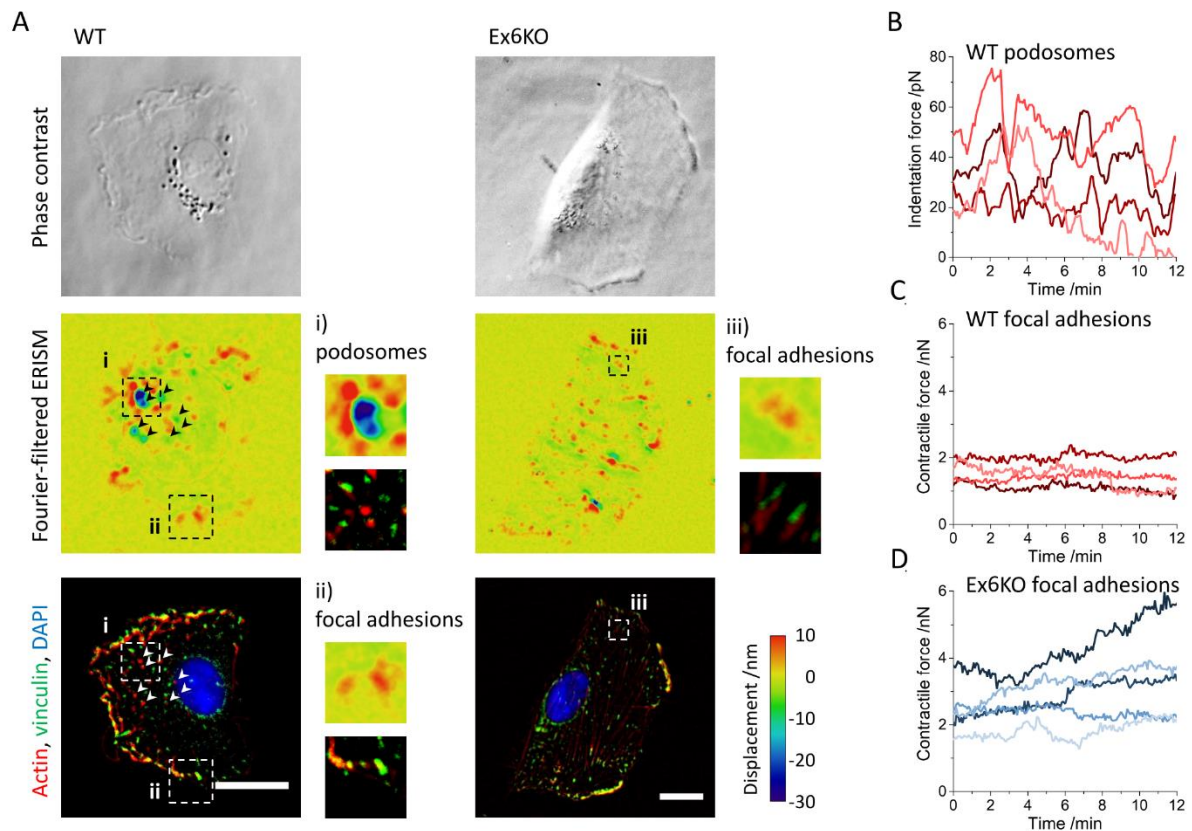 A
WT
Ex6KO
Phase contrast
Fourier-filtered ERISM
i
ii
i)
podosomes
iii
iii)
focal adhesions
Actin, vinculin, DAPI
i
ii
ii)
focal adhesions
iii
Displacement /nm
10
0
-10
-20
-30
B
WT podosomes
Indentation force /pN
80
60
40
20
0
0 2 4 6 8 10 12
Time /min
C
WT focal adhesions
Contractile force /nN
6
4
2
0
0 2 4 6 8 10 12
Time /min
D
Ex6KO focal adhesions
Contractile force /nN
6
4
2
0
0 2 4 6 8 10 12
Time /min